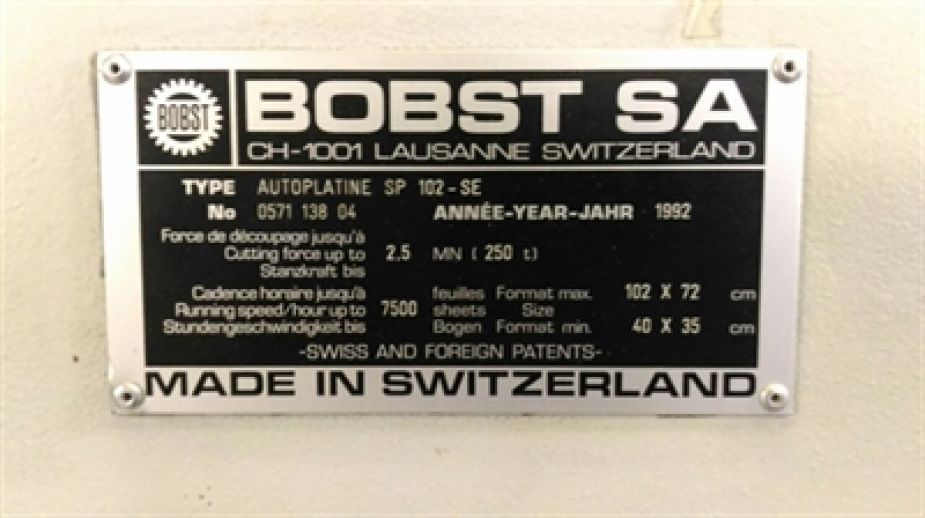 BOBST
BOBST SA
CH-1001 LAUSANNE SWITZERLAND
TYPE AUTOPLATINE SP 102-SE
No 0571 138 04 ANNÉE-YEAR-JAHR 1992
Force de découpage jusqu'à
Cutting force up to 2,5 MN ( 250 t)
Stanzkraft bis
Cadence horaire jusqu'à feuilles Format max. 102 X 72 cm
Running speed/hour up to 7500 sheets Size
Stundengeschwindigkeit bis Bogen Format min. 40 X 35 cm
-SWISS AND FOREIGN PATENTS-
MADE IN SWITZERLAND